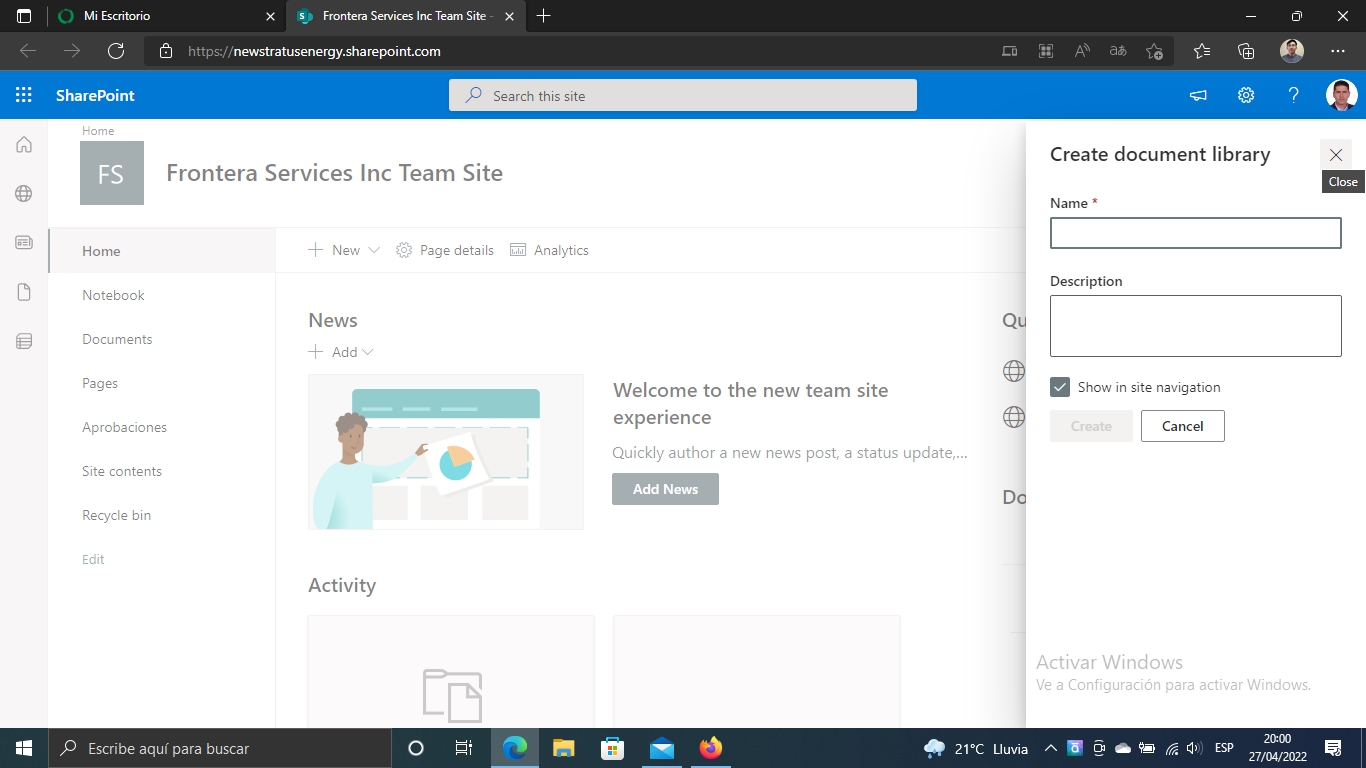 Mi Escritorio
Frontera Services Inc Team Site -
https://newstratusenergy.sharepoint.com
SharePoint
Search this site
Home
FS
Frontera Services Inc Team Site
Home
Notebook
Documents
Pages
Aprobaciones
Site contents
Recycle bin
Edit
New
Page details
Analytics
News
Add
Welcome to the new team site
experience
Quickly author a new news post, a status update,...
Add News
Activity
Qu
Do
Create document library
Close
Name *
Description
Show in site navigation
Create
Cancel
Activar Windows
Ve a Configuración para activar Windows.
Escribe aquí para buscar
21°C Lluvia
ESP
20:00
27/04/2022